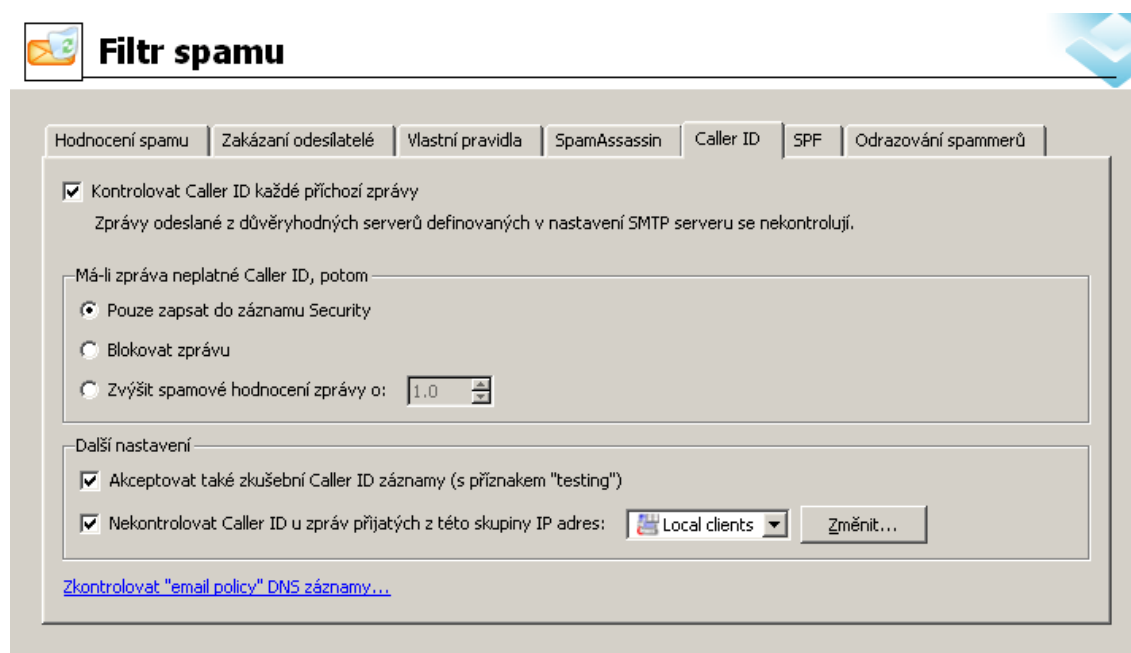 Filtr spamu
Hodnocení spamu Zakázaní odesílatelé Vlastní pravidla SpamAssassin Caller ID SPF Odrazování spammerů
Kontrolovat Caller ID každé příchozí zprávy
Zprávy odeslané z důvěryhodných serverů definovaných v nastavení SMTP serveru se nekontrolují.
Má-li zpráva neplatné Caller ID, potom
Pouze zapsat do záznamu Security
Blokovat zprávu
Zvýšit spamové hodnocení zprávy o: 1.0
Další nastavení
Akceptovat také zkušební Caller ID záznamy (s příznakem "testing")
Nekontrolovat Caller ID u zpráv přijatých z této skupiny IP adres: Local clients Změnit...
Zkontrolovat "email policy" DNS záznamy...